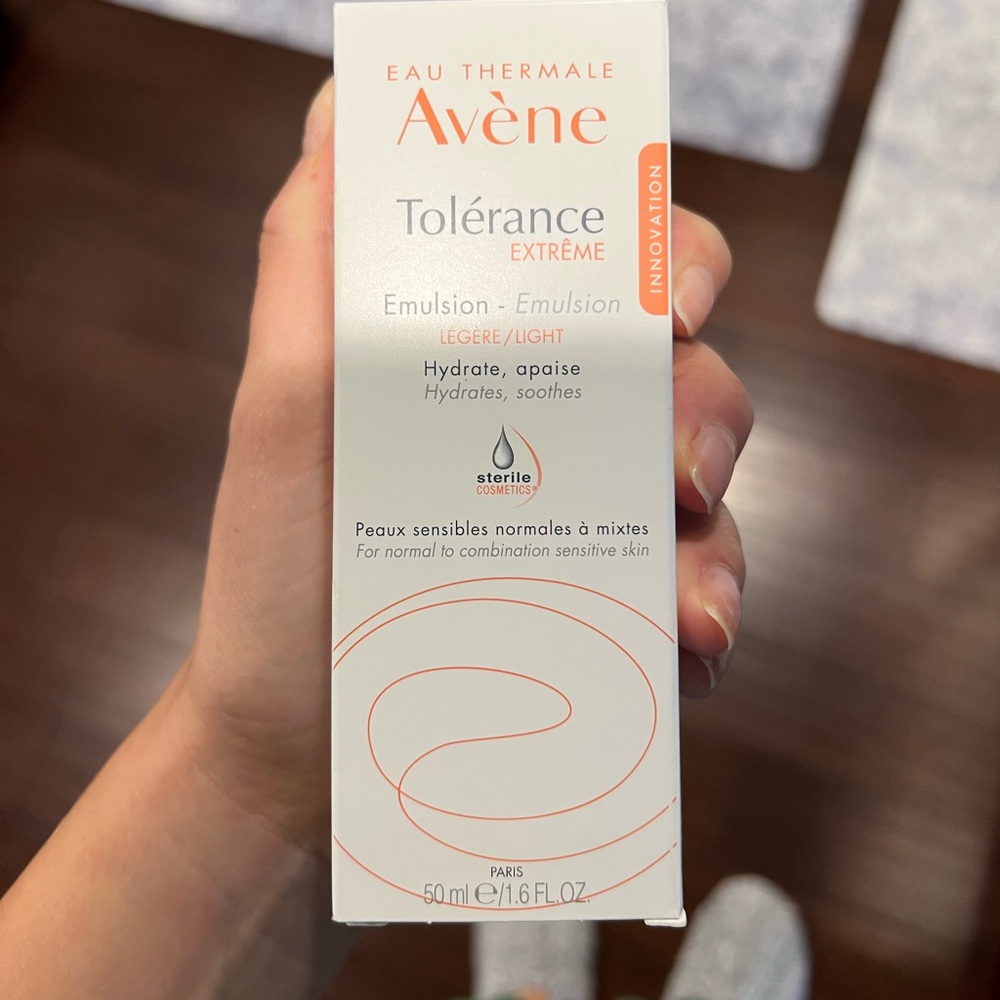 EAU THERMALE
Avène
INNOVATION
Tolérance
EXTRÊME
Emulsion - Emulsion
LÉGÈRE/LIGHT
Hydrate, apaise
Hydrates, soothes
sterile
COSMETICS®
Peaux sensibles normales à mixtes
For normal to combination sensitive skin
PARIS
50 ml e/1.6 FL.OZ.